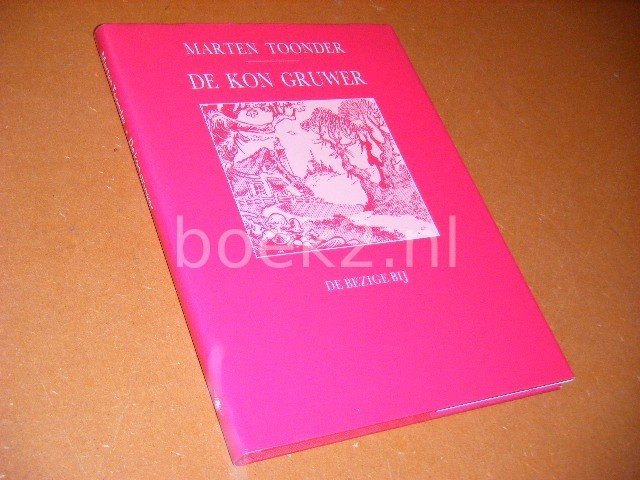 MARTEN TOONDER
DE KON GRUWER
boekz.nl
DE BEZIGE BIJ